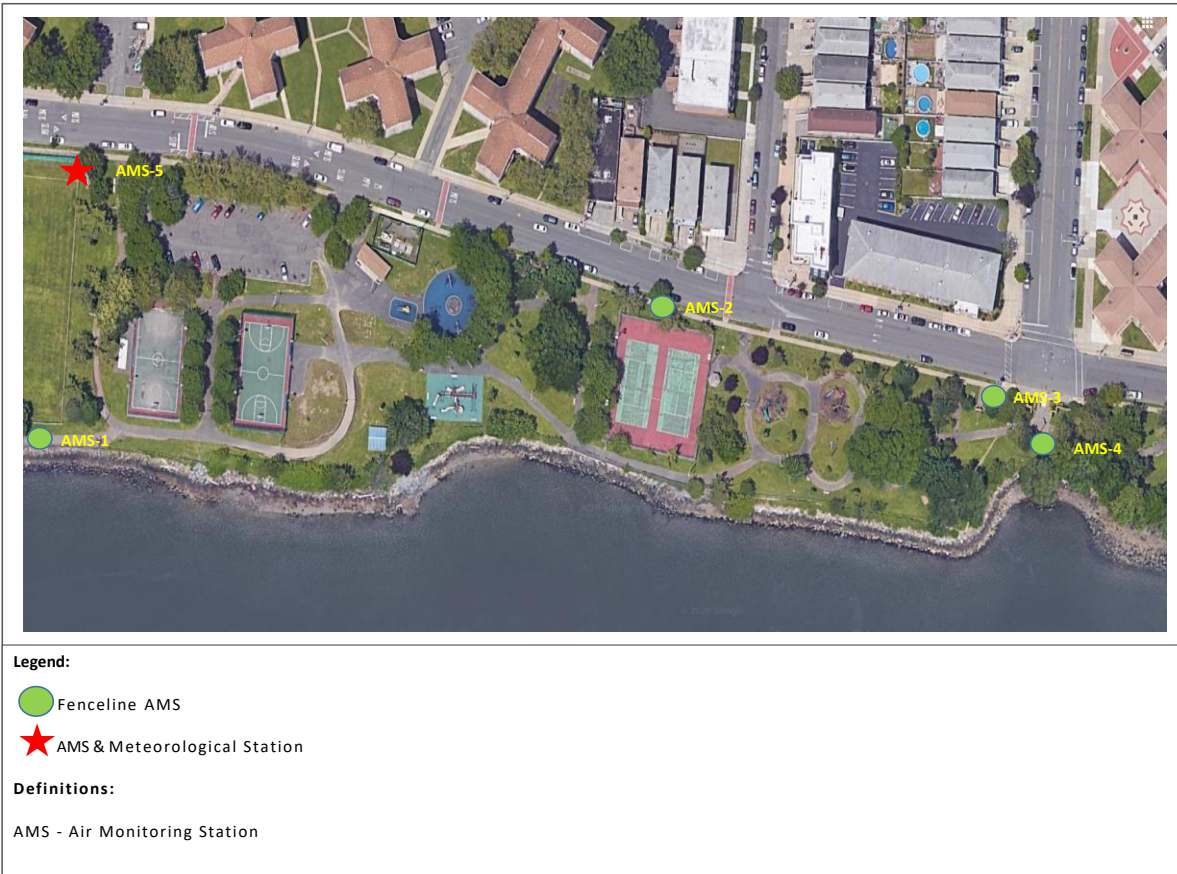 AMS-5
AMS-2
AMS-3
AMS-1
AMS-4
Legend:
Fenceline AMS
AMS & Meteorological Station
Definitions:
AMS - Air Monitoring Station